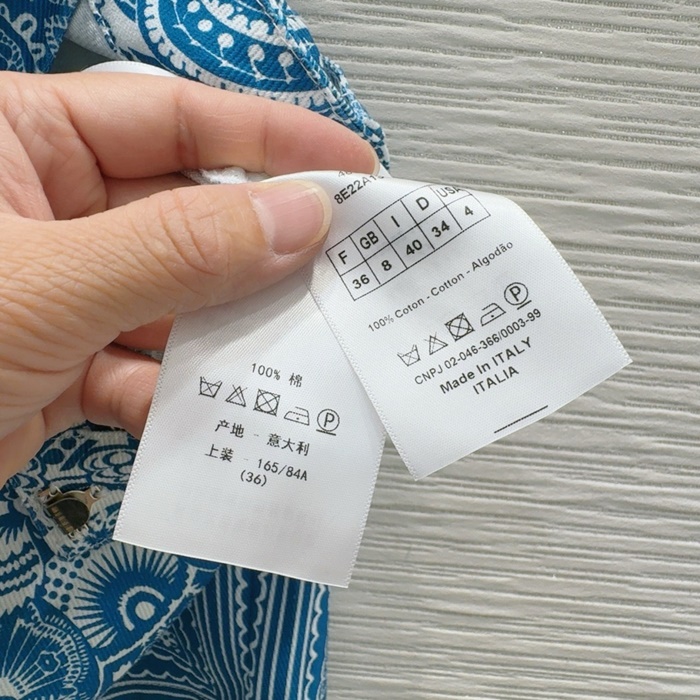 8E22A1
F GB I D USA
36 8 40 34 4
100% Coton - Cotton - Algodão
P
CNPJ 02-046-366/0003-99
Made In ITALY
ITALIA
100% 棉
P
产地 - 意大利
上装 - 165/84A
(36)